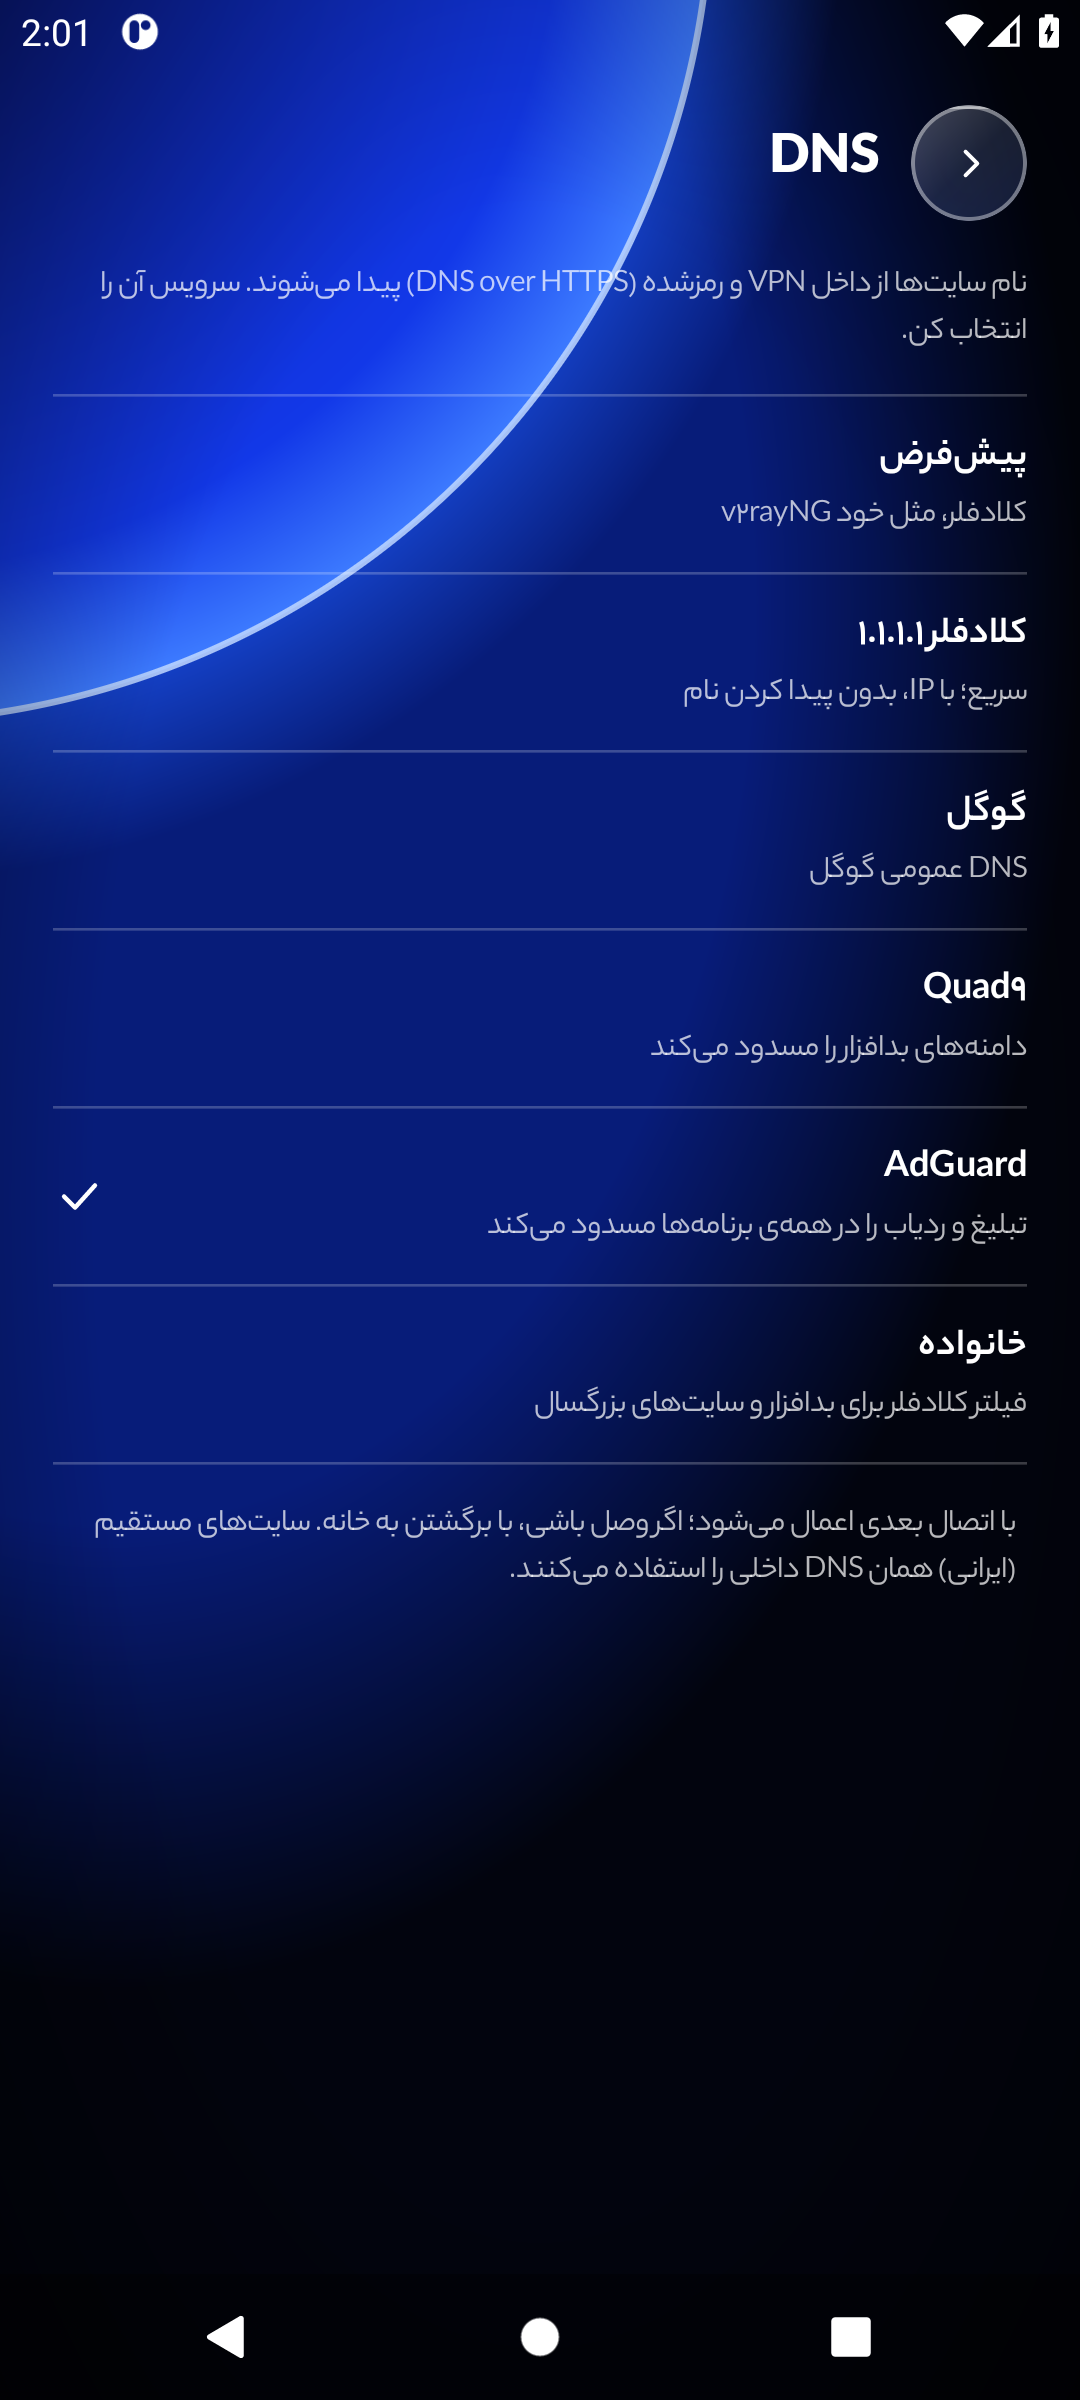 2:01
DNS
نام سایت‌ها از داخل VPN و رمزشده (DNS over HTTPS) پیدا می‌شوند. سرویس آن را
انتخاب کن.
پیش‌فرض
کلادفلر، مثل خود v۲rayNG
کلادفلر ۱.۱.۱.۱
سریع؛ با IP، بدون پیدا کردن نام
گوگل
DNS عمومی گوگل
Quad۹
دامنه‌های بدافزار را مسدود می‌کند
AdGuard
تبلیغ و ردیاب را در همه‌ی برنامه‌ها مسدود می‌کند
خانواده
فیلتر کلادفلر برای بدافزار و سایت‌های بزرگسال
با اتصال بعدی اعمال می‌شود؛ اگر وصل باشی، با برگشتن به خانه. سایت‌های مستقیم
(ایرانی) همان DNS داخلی را استفاده می‌کنند.